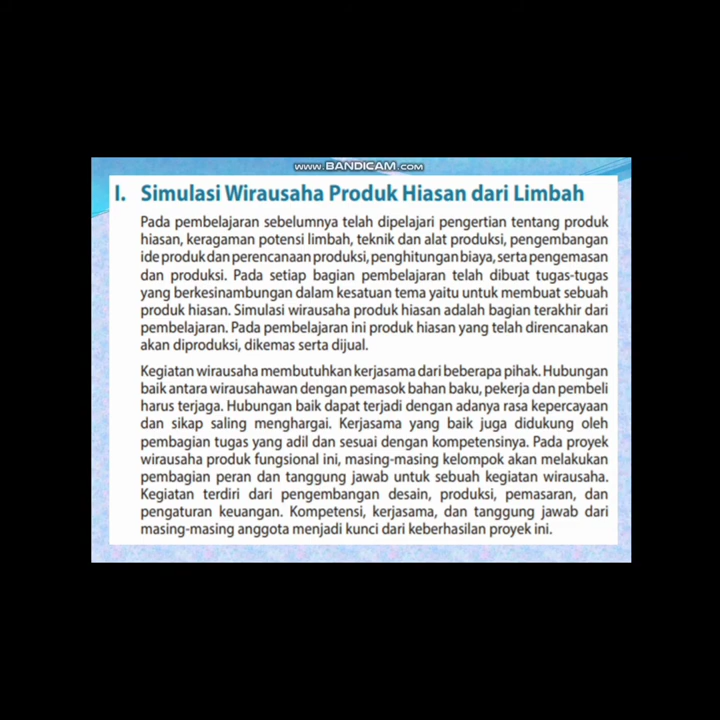 www.BANDICAM.com
I. Simulasi Wirausaha Produk Hiasan dari Limbah
Pada pembelajaran sebelumnya telah dipelajari pengertian tentang produk
hiasan, keragaman potensi limbah, teknik dan alat produksi, pengembangan
ide produk dan perencanaan produksi, penghitungan biaya, serta pengemasan
dan produksi. Pada setiap bagian pembelajaran telah dibuat tugas-tugas
yang berkesinambungan dalam kesatuan tema yaitu untuk membuat sebuah
produk hiasan. Simulasi wirausaha produk hiasan adalah bagian terakhir dari
pembelajaran. Pada pembelajaran ini produk hiasan yang telah direncanakan
akan diproduksi, dikemas serta dijual.
Kegiatan wirausaha membutuhkan kerjasama dari beberapa pihak. Hubungan
baik antara wirausahawan dengan pemasok bahan baku, pekerja dan pembeli
harus terjaga. Hubungan baik dapat terjadi dengan adanya rasa kepercayaan
dan sikap saling menghargai. Kerjasama yang baik juga didukung oleh
pembagian tugas yang adil dan sesuai dengan kompetensinya. Pada proyek
wirausaha produk fungsional ini, masing-masing kelompok akan melakukan
pembagian peran dan tanggung jawab untuk sebuah kegiatan wirausaha.
Kegiatan terdiri dari pengembangan desain, produksi, pemasaran, dan
pengaturan keuangan. Kompetensi, kerjasama, dan tanggung jawab dari
masing-masing anggota menjadi kunci dari keberhasilan proyek ini.